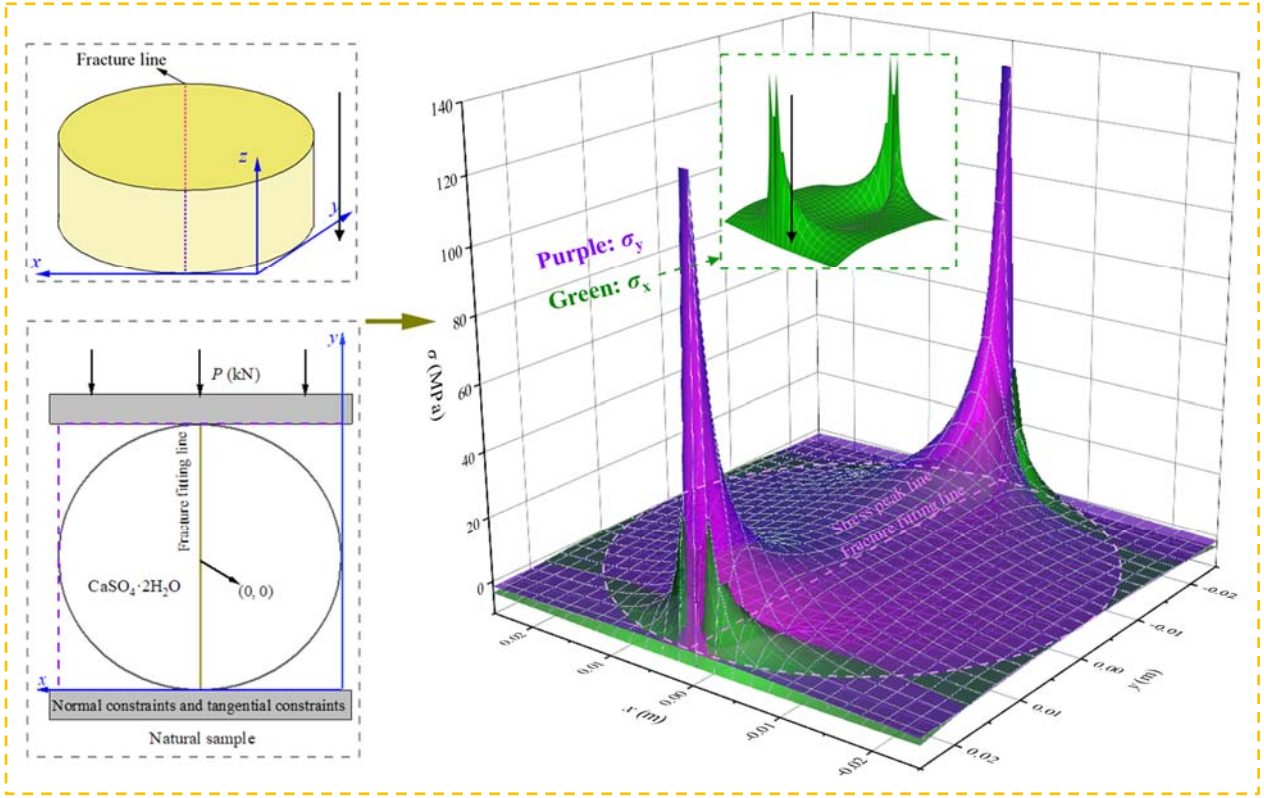 Fracture line
z
y
x
y
P (kN)
Fracture fitting line
CaSO₄·2H₂O
(0, 0)
x
Normal constraints and tangential constraints
Natural sample
140
120
100
80
60
40
20
0
σ (MPa)
Purple: σy
Green: σx
Stress peak line
Fracture fitting line
0.02
0.01
0.00
-0.01
-0.02
x (m)
-0.02
-0.01
0.00
0.01
0.02
y (m)